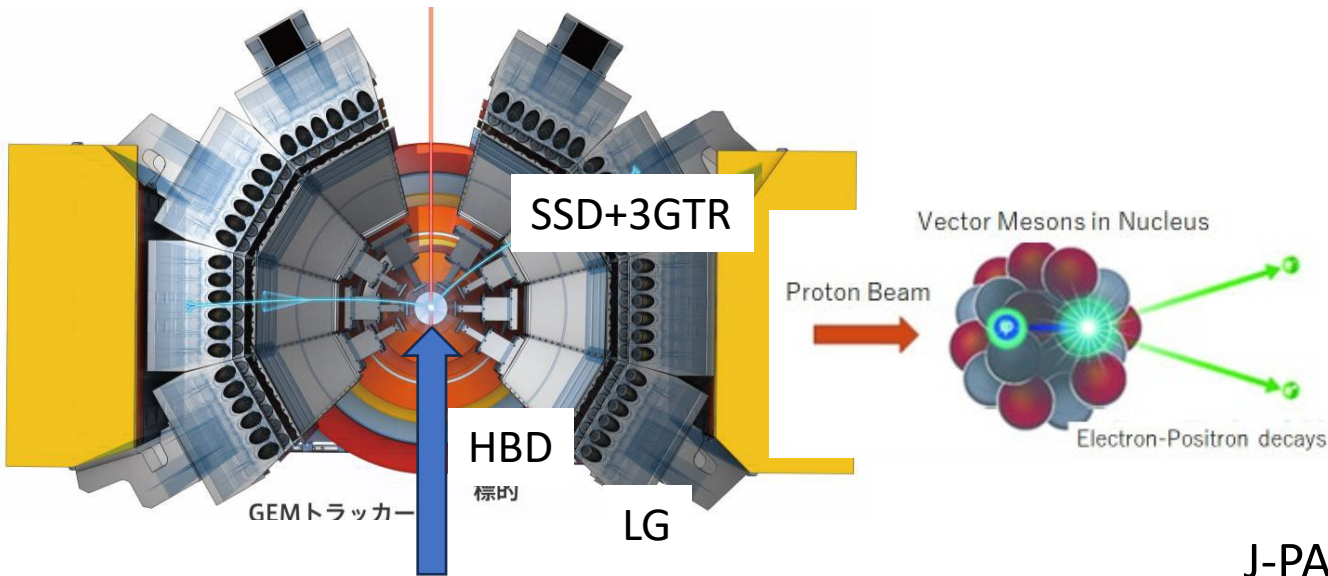 SSD+3GTR
HBD
標的
GEMトラッカー
LG
Vector Mesons in Nucleus
Proton Beam
φ
Electron-Positron decays
J-PA